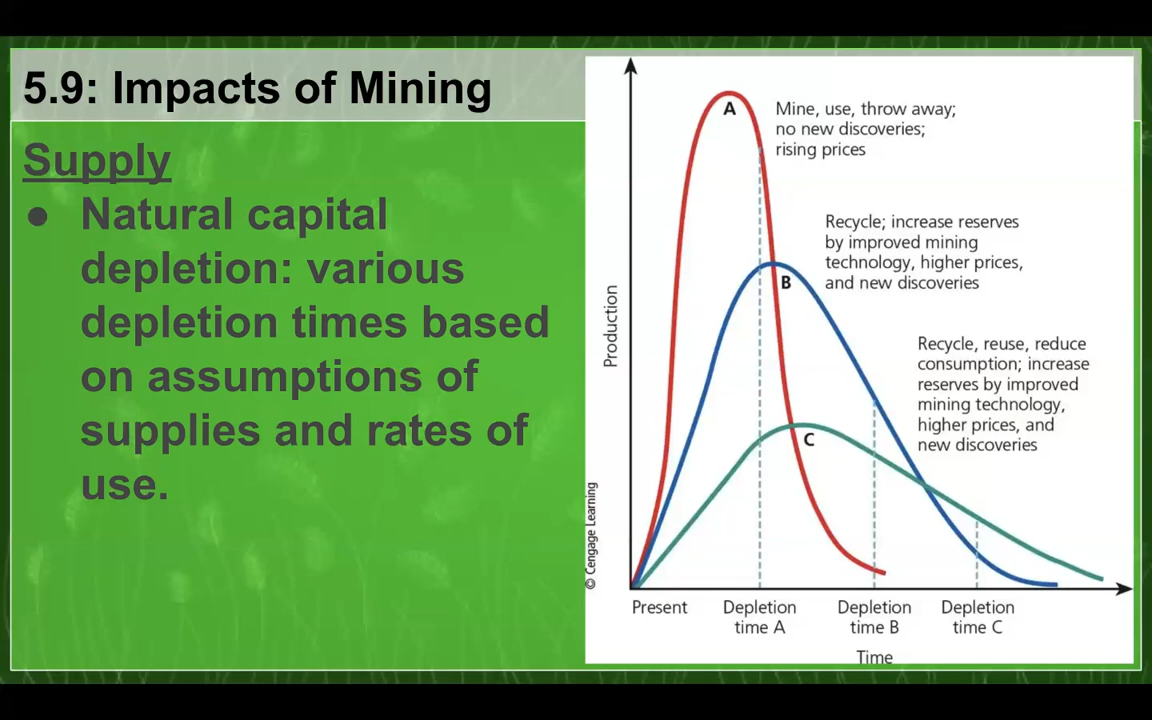 5.9: Impacts of Mining
Supply
● Natural capital
depletion: various
depletion times based
on assumptions of
supplies and rates of
use.
A
Mine, use, throw away;
no new discoveries;
rising prices
Recycle; increase reserves
by improved mining
technology, higher prices,
and new discoveries
B
Recycle, reuse, reduce
consumption; increase
reserves by improved
mining technology,
higher prices, and
new discoveries
C
Production
© Cengage Learning
Present
Depletion
time A
Depletion
time B
Depletion
time C
Time